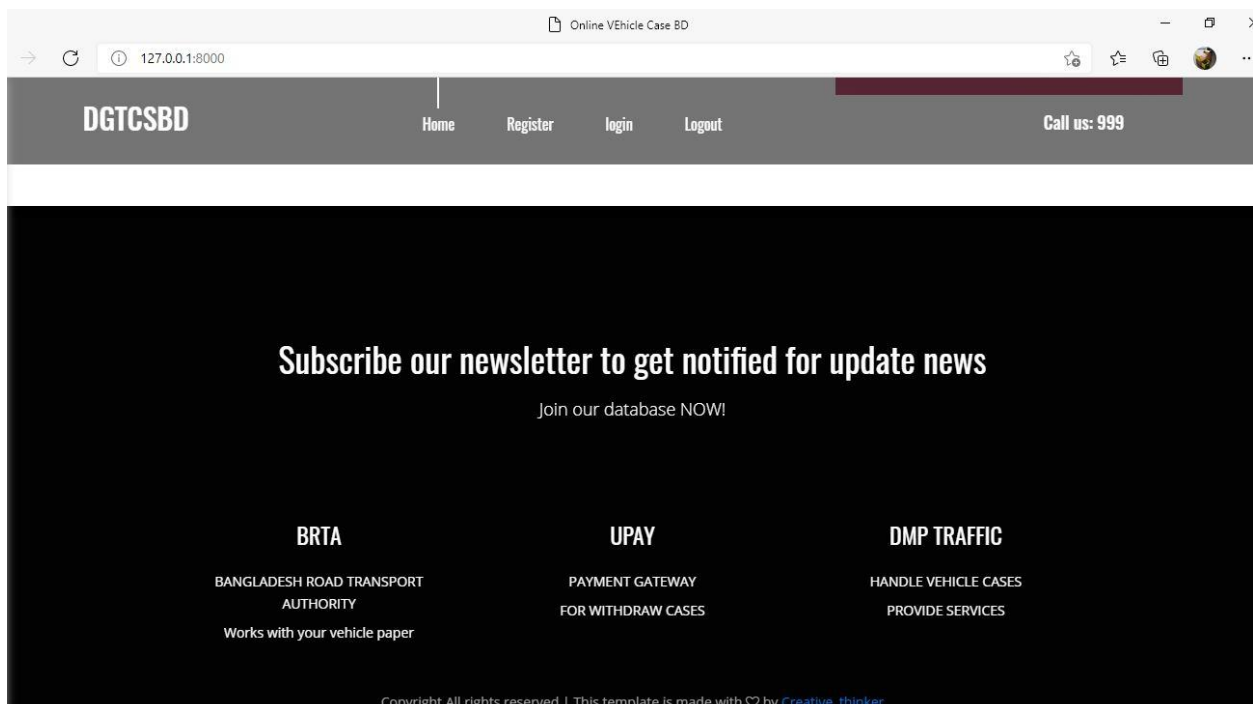 Online VEhicle Case BD
127.0.0.1:8000
DGTCSBD
Home
Register
login
Logout
Call us: 999
Subscribe our newsletter to get notified for update news
Join our database NOW!
BRTA
BANGLADESH ROAD TRANSPORT
AUTHORITY
Works with your vehicle paper
UPAY
PAYMENT GATEWAY
FOR WITHDRAW CASES
DMP TRAFFIC
HANDLE VEHICLE CASES
PROVIDE SERVICES
Copyright All rights reserved | This template is made with ♡ by Creative_thinker